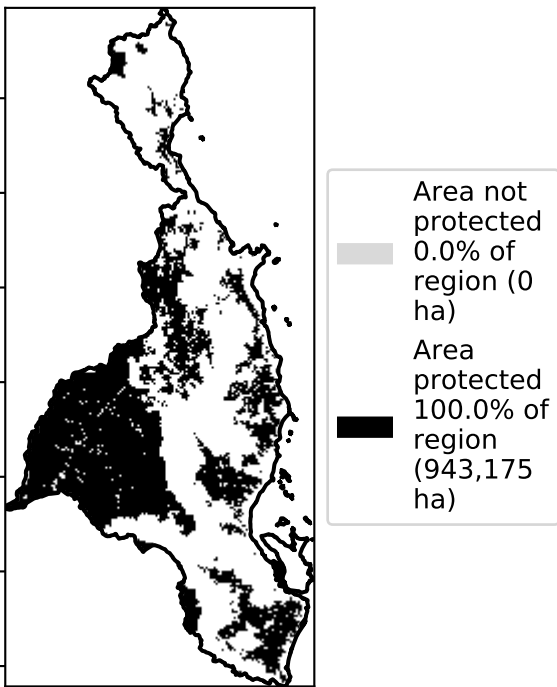 Area not
protected
0.0% of
region (0
ha)
Area
protected
100.0% of
region
(943,175
ha)